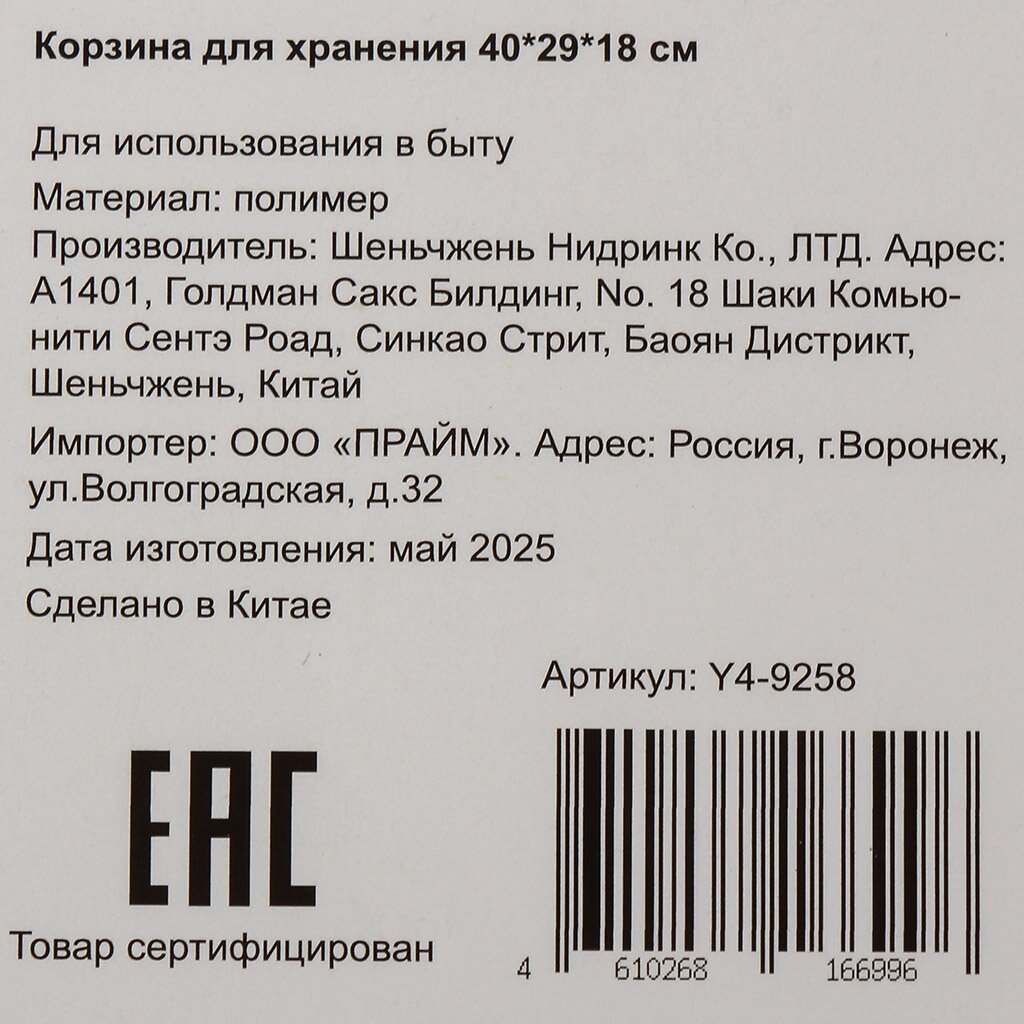 Корзина для хранения 40*29*18 см
Для использования в быту
Материал: полимер
Производитель: Шеньчжень Нидринк Ко., ЛТД. Адрес:
А1401, Голдман Сакс Билдинг, No. 18 Шаки Комью-
нити Сентэ Роад, Синкао Стрит, Баоян Дистрикт,
Шеньчжень, Китай
Импортер: ООО «ПРАЙМ». Адрес: Россия, г.Воронеж,
ул.Волгоградская, д.32
Дата изготовления: май 2025
Сделано в Китае
Артикул: Y4-9258
EAC
Товар сертифицирован
4 610268 166996